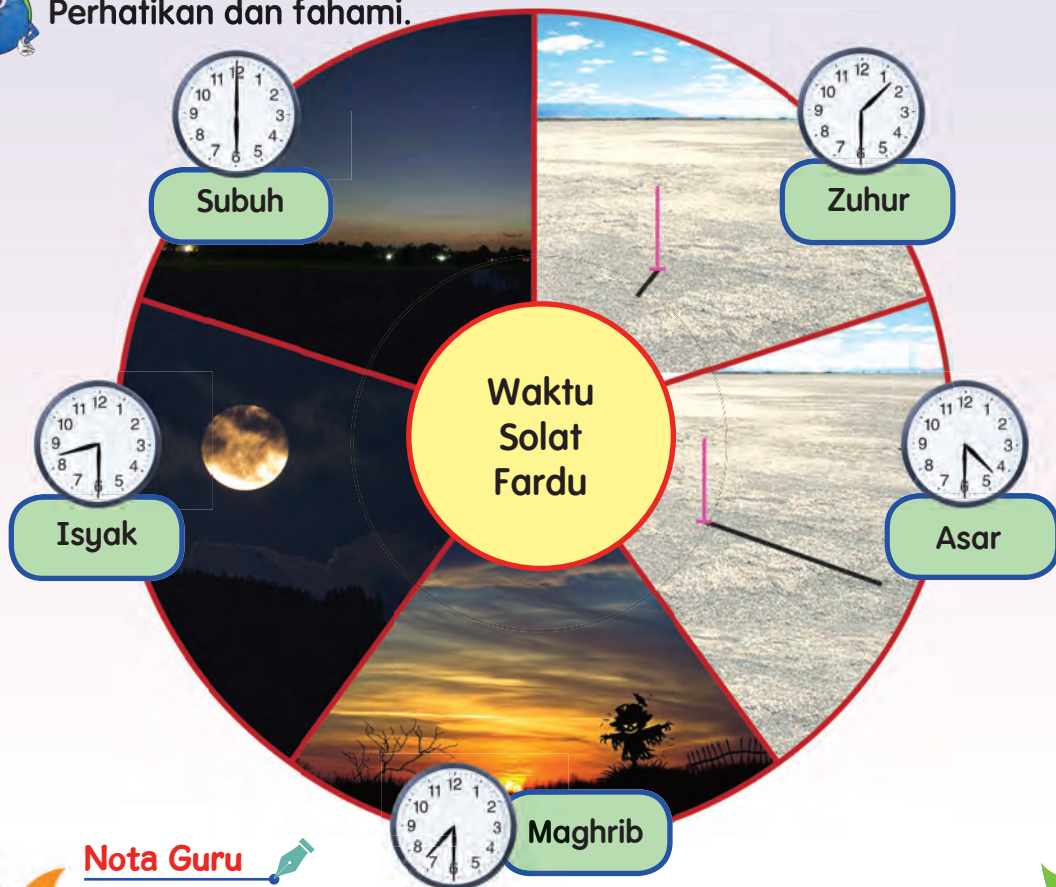 Perhatikan dan fahami.
Subuh
Zuhur
Waktu
Solat
Fardu
Isyak
Asar
Maghrib
Nota Guru